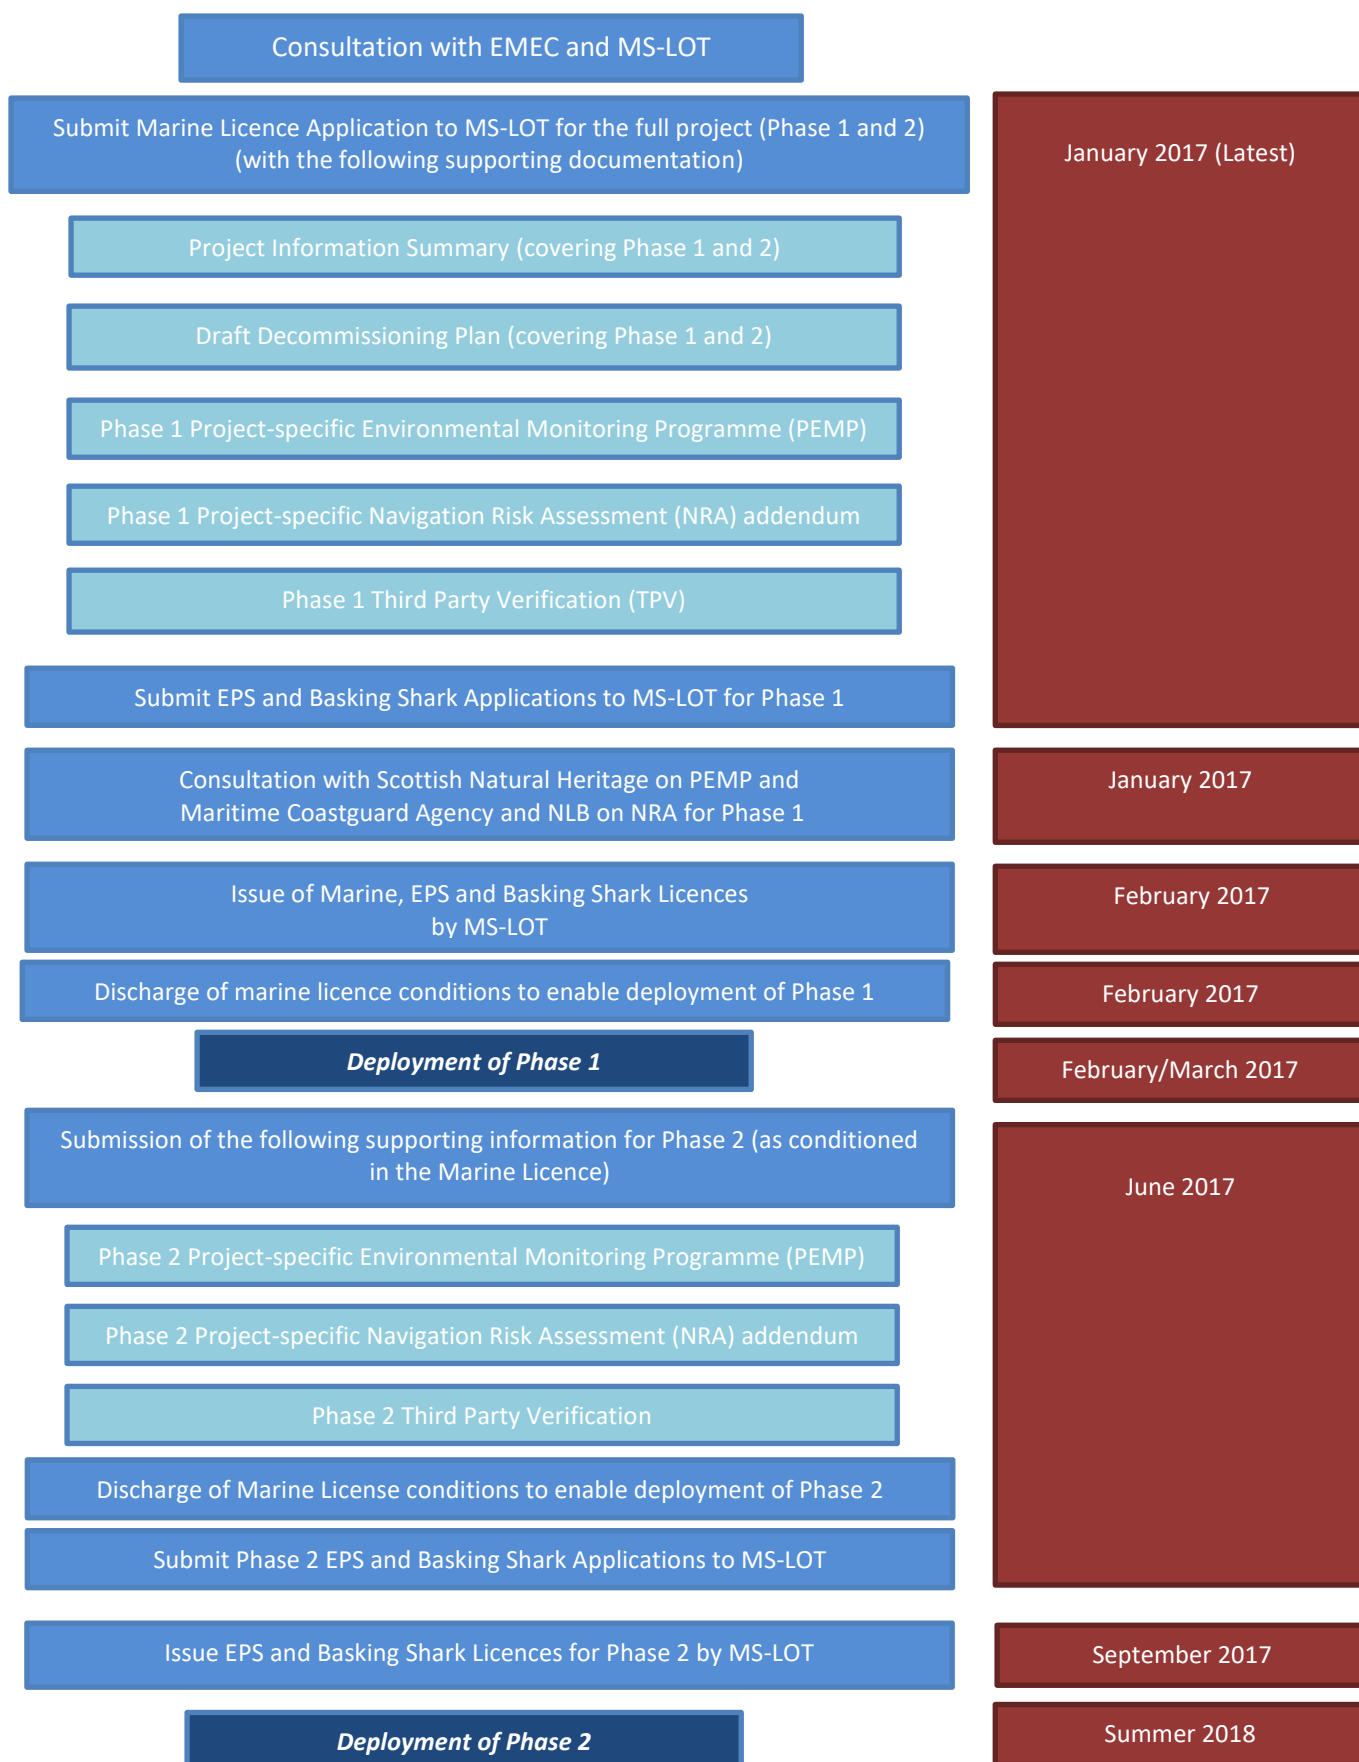 Consultation with EMEC and MS-LOT
Submit Marine Licence Application to MS-LOT for the full project (Phase 1 and 2)
(with the following supporting documentation)
January 2017 (Latest)
Project Information Summary (covering Phase 1 and 2)
Draft Decommissioning Plan (covering Phase 1 and 2)
Phase 1 Project-specific Environmental Monitoring Programme (PEMP)
Phase 1 Project-specific Navigation Risk Assessment (NRA) addendum
Phase 1 Third Party Verification (TPV)
Submit EPS and Basking Shark Applications to MS-LOT for Phase 1
Consultation with Scottish Natural Heritage on PEMP and
Maritime Coastguard Agency and NLB on NRA for Phase 1
January 2017
Issue of Marine, EPS and Basking Shark Licences
by MS-LOT
February 2017
Discharge of marine licence conditions to enable deployment of Phase 1
February 2017
Deployment of Phase 1
February/March 2017
Submission of the following supporting information for Phase 2 (as conditioned
in the Marine Licence)
June 2017
Phase 2 Project-specific Environmental Monitoring Programme (PEMP)
Phase 2 Project-specific Navigation Risk Assessment (NRA) addendum
Phase 2 Third Party Verification
Discharge of Marine License conditions to enable deployment of Phase 2
Submit Phase 2 EPS and Basking Shark Applications to MS-LOT
Issue EPS and Basking Shark Licences for Phase 2 by MS-LOT
September 2017
Deployment of Phase 2
Summer 2018